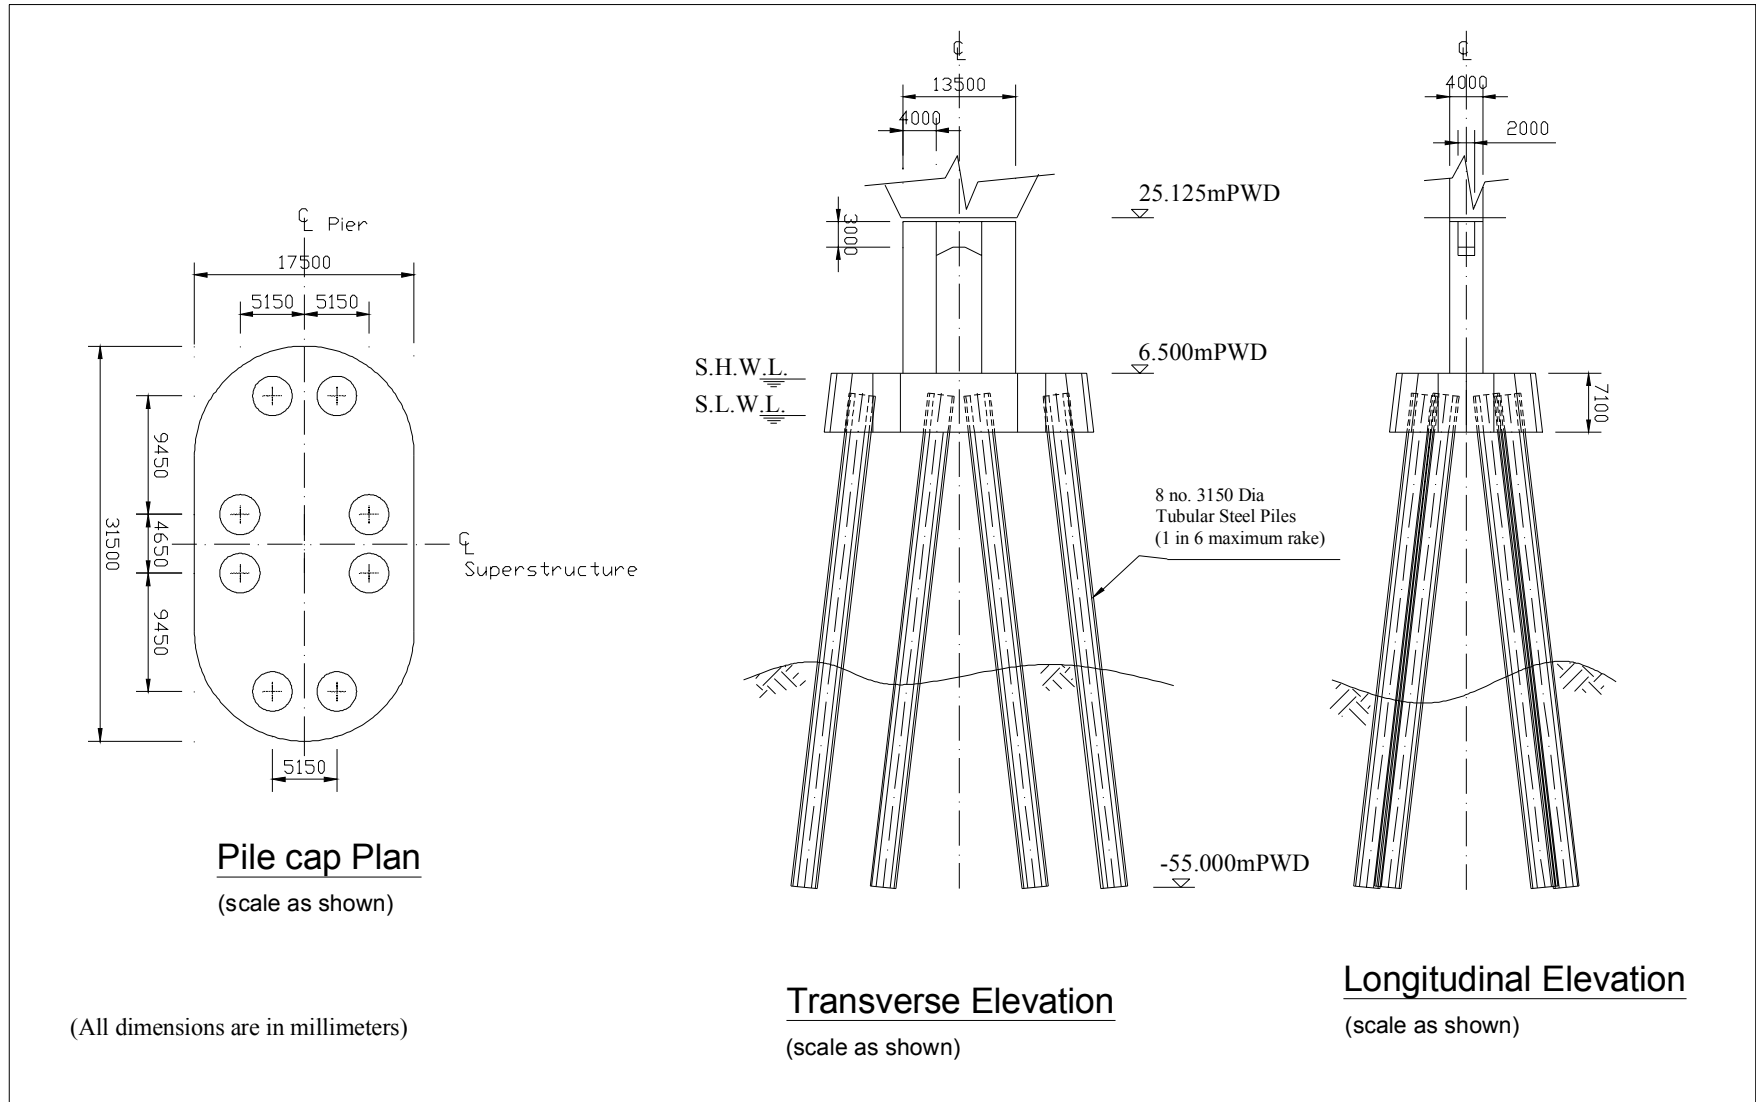 ℄ Pier
17500
5150
5150
31500
9450
4650
9450
℄
Superstructure
5150
Pile cap Plan
(scale as shown)
(All dimensions are in millimeters)
℄
13500
4000
3000
25.125mPWD
6.500mPWD
S.H.W.L.
S.L.W.L.
8 no. 3150 Dia
Tubular Steel Piles
(1 in 6 maximum rake)
-55.000mPWD
Transverse Elevation
(scale as shown)
℄
4000
2000
7100
Longitudinal Elevation
(scale as shown)